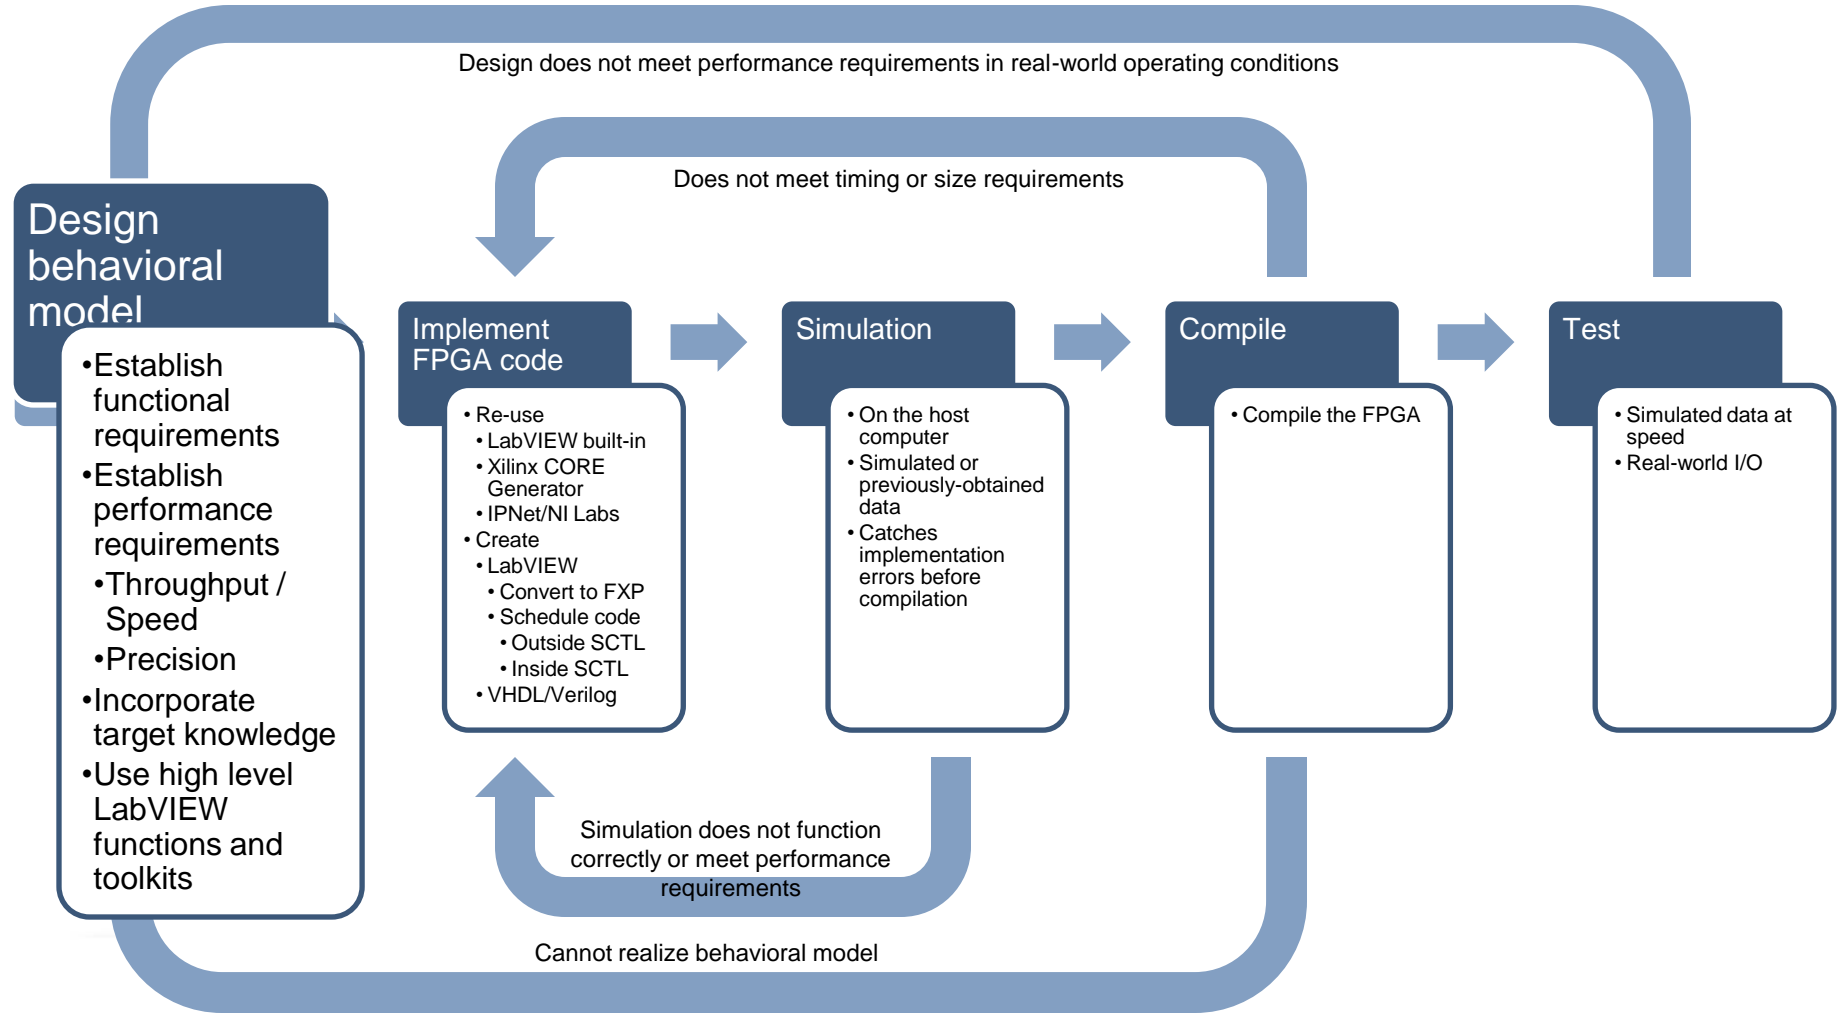 Design does not meet performance requirements in real-world operating conditions
Does not meet timing or size requirements
Design
behavioral
model
•Establish
functional
requirements
•Establish
performance
requirements
•Throughput /
Speed
•Precision
•Incorporate
target knowledge
•Use high level
LabVIEW
functions and
toolkits
Implement
FPGA code
• Re-use
• LabVIEW built-in
• Xilinx CORE
Generator
• IPNet/NI Labs
• Create
• LabVIEW
• Convert to FXP
• Schedule code
• Outside SCTL
• Inside SCTL
• VHDL/Verilog
Simulation
• On the host
computer
• Simulated or
previously-obtained
data
• Catches
implementation
errors before
compilation
Compile
• Compile the FPGA
Test
• Simulated data at
speed
• Real-world I/O
Simulation does not function
correctly or meet performance
requirements
Cannot realize behavioral model